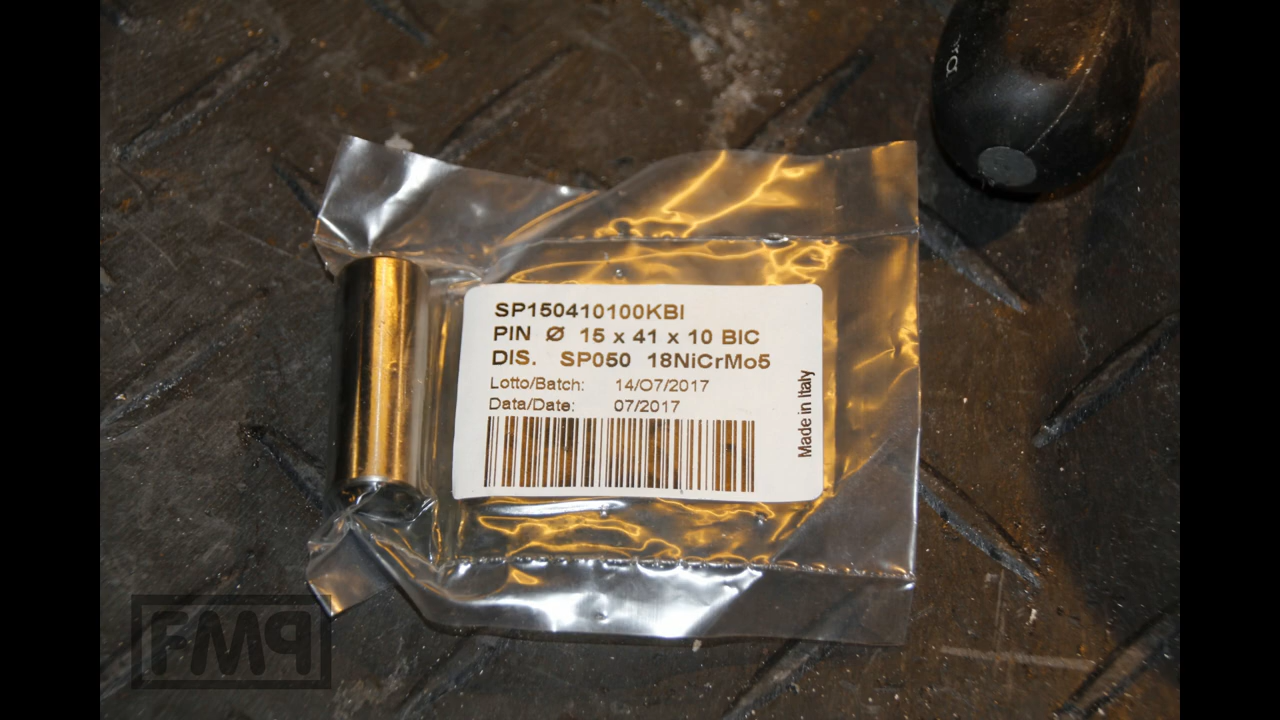 SP150410100KBI
PIN Ø 15 x 41 x 10 BIC
DIS. SP050 18NiCrMo5
Lotto/Batch: 14/O7/2017
Data/Date: 07/2017
Made in Italy
FMP